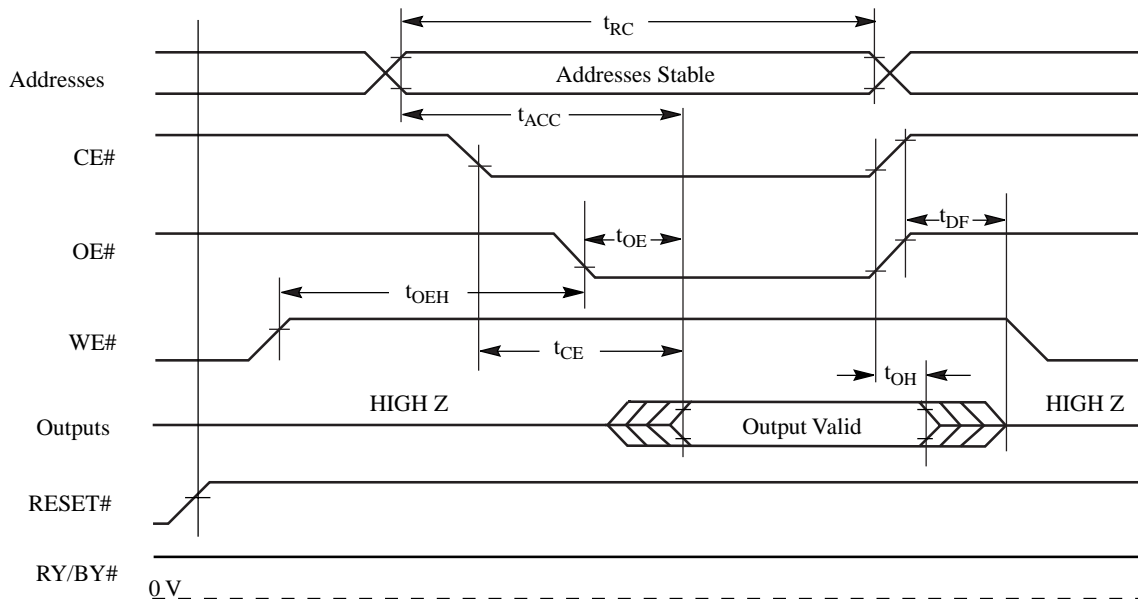 tRC
Addresses
Addresses Stable
tACC
CE#
tDF
OE#
tOE
tOEH
WE#
tCE
tOH
HIGH Z
HIGH Z
Outputs
Output Valid
RESET#
RY/BY#
0 V